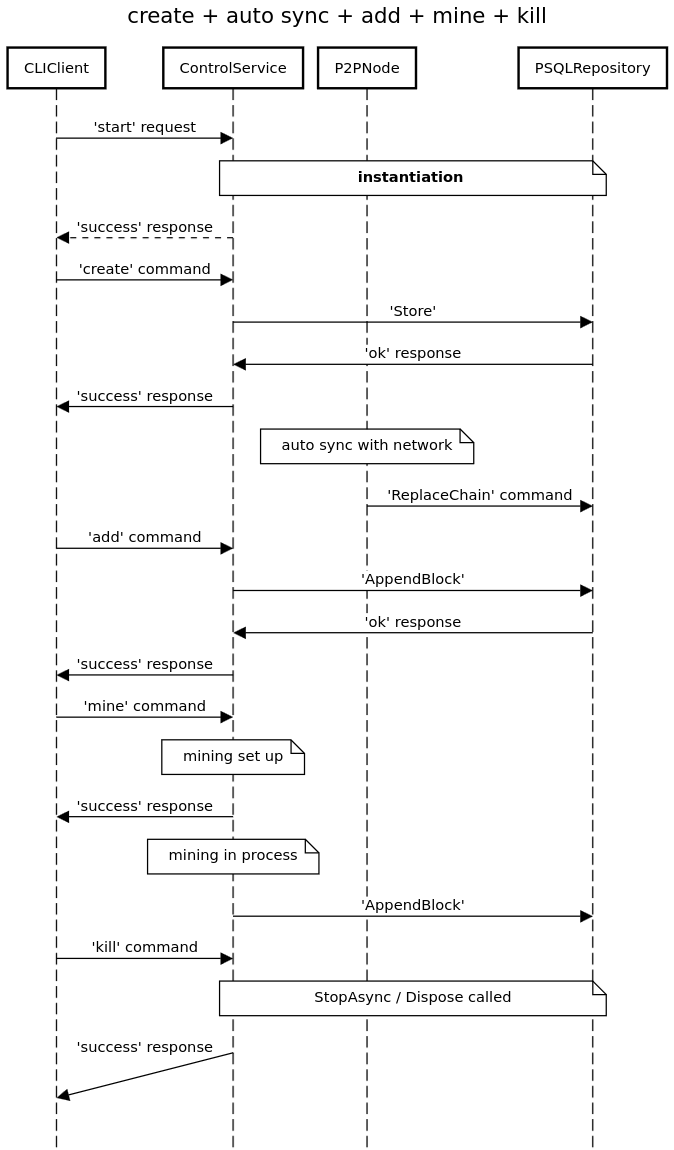 create + auto sync + add + mine + kill
CLIClient
ControlService
P2PNode
PSQLRepository
'start' request
instantiation
'success' response
'create' command
'Store'
'ok' response
'success' response
auto sync with network
'ReplaceChain' command
'add' command
'AppendBlock'
'ok' response
'success' response
'mine' command
mining set up
'success' response
mining in process
'AppendBlock'
'kill' command
StopAsync / Dispose called
'success' response